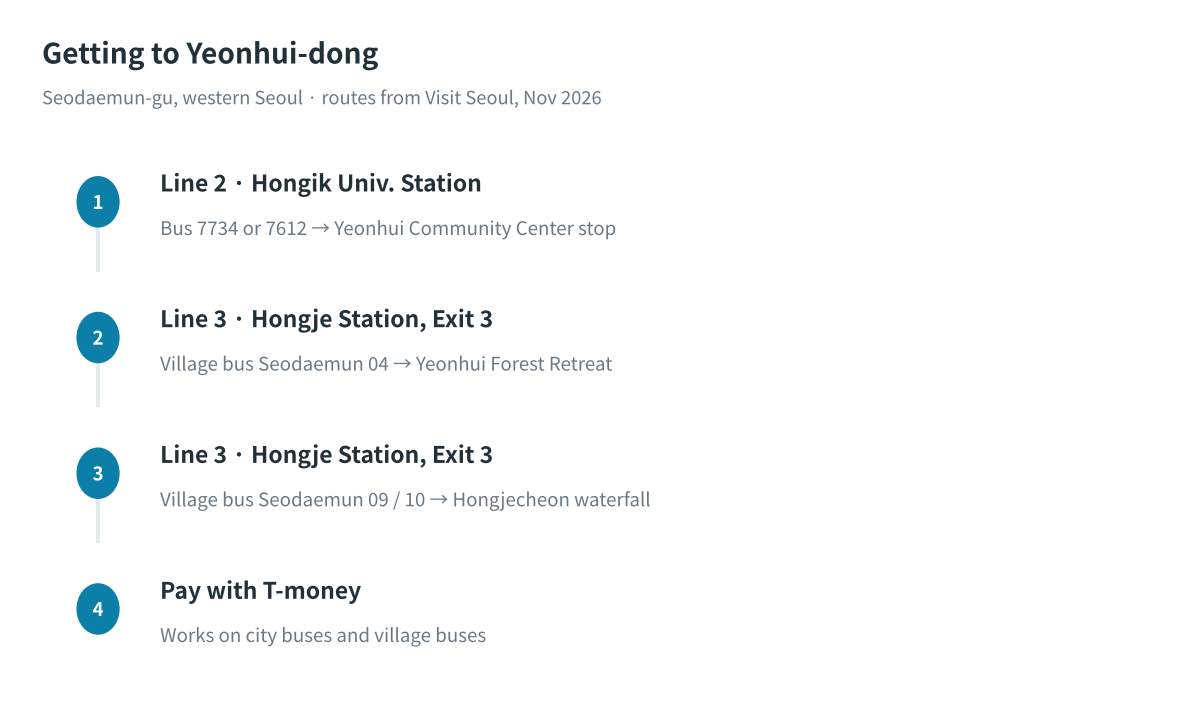 Getting to Yeonhui-dong
Seodaemun-gu, western Seoul · routes from Visit Seoul, Nov 2026
1
Line 2 · Hongik Univ. Station
Bus 7734 or 7612 → Yeonhui Community Center stop
2
Line 3 · Hongje Station, Exit 3
Village bus Seodaemun 04 → Yeonhui Forest Retreat
3
Line 3 · Hongje Station, Exit 3
Village bus Seodaemun 09 / 10 → Hongjecheon waterfall
4
Pay with T-money
Works on city buses and village buses